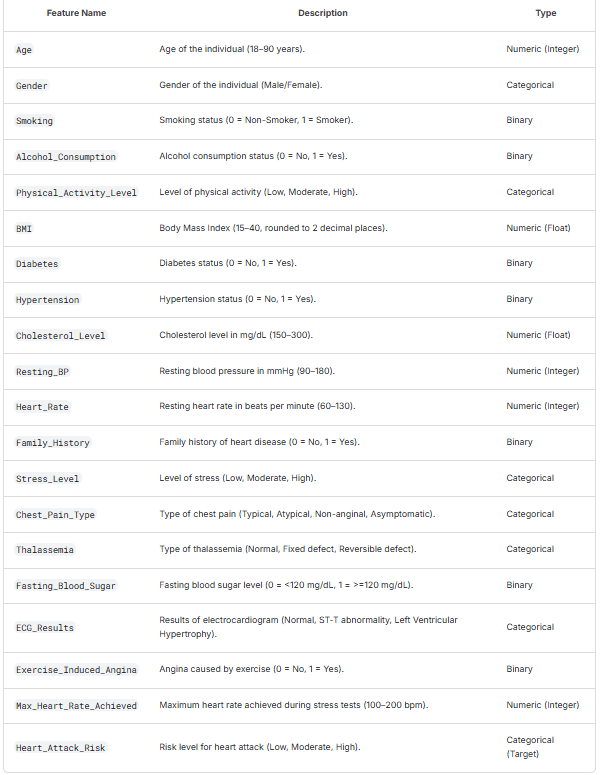 Feature Name Description Type
Age Age of the individual (18–90 years). Numeric (Integer)
Gender Gender of the individual (Male/Female). Categorical
Smoking Smoking status (0 = Non-Smoker, 1 = Smoker). Binary
Alcohol_Consumption Alcohol consumption status (0 = No, 1 = Yes). Binary
Physical_Activity_Level Level of physical activity (Low, Moderate, High). Categorical
BMI Body Mass Index (15–40, rounded to 2 decimal places). Numeric (Float)
Diabetes Diabetes status (0 = No, 1 = Yes). Binary
Hypertension Hypertension status (0 = No, 1 = Yes). Binary
Cholesterol_Level Cholesterol level in mg/dL (150–300). Numeric (Float)
Resting_BP Resting blood pressure in mmHg (90–180). Numeric (Integer)
Heart_Rate Resting heart rate in beats per minute (60–130). Numeric (Integer)
Family_History Family history of heart disease (0 = No, 1 = Yes). Binary
Stress_Level Level of stress (Low, Moderate, High). Categorical
Chest_Pain_Type Type of chest pain (Typical, Atypical, Non-anginal, Asymptomatic). Categorical
Thalassemia Type of thalassemia (Normal, Fixed defect, Reversible defect). Categorical
Fasting_Blood_Sugar Fasting blood sugar level (0 = <120 mg/dL, 1 = >=120 mg/dL). Binary
ECG_Results Results of electrocardiogram (Normal, ST-T abnormality, Left Ventricular
Hypertrophy). Categorical
Exercise_Induced_Angina Angina caused by exercise (0 = No, 1 = Yes). Binary
Max_Heart_Rate_Achieved Maximum heart rate achieved during stress tests (100–200 bpm). Numeric (Integer)
Heart_Attack_Risk Risk level for heart attack (Low, Moderate, High). Categorical
(Target)